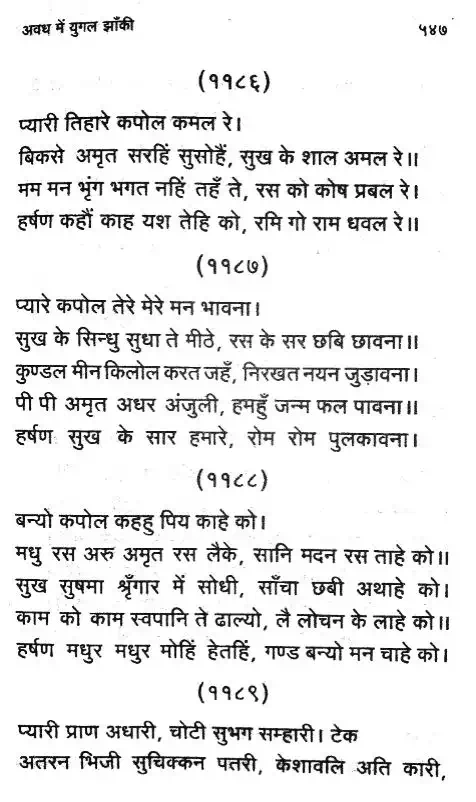 अवध में युगल झाँकी ५४७
(११८६)
प्यारी तिहारे कपोल कमल रे।
बिकसे अमृत सरहिं सुसोहैं, सुख के शाल अमल रे॥
मम मन भृंग भगत नहिं तहँ ते, रस को कोष प्रबल रे।
हर्षण कहौं काह यश तेहि को, रमि गो राम धवल रे॥
(११८७)
प्यारे कपोल तेरे मेरे मन भावना।
सुख के सिन्धु सुधा ते मीठे, रस के सर छबि छावना॥
कुण्डल मीन किलोल करत जहँ, निरखत नयन जुड़ावना।
पी पी अमृत अधर अंजुली, हमहुँ जन्म फल पावना॥
हर्षण सुख के सार हमारे, रोम रोम पुलकावना।
(११८८)
बन्यो कपोल कहहु पिय काहे को।
मधु रस अरु अमृत रस लैके, सानि मदन रस ताहे को॥
सुख सुषमा श्रृँगार में सोधी, साँचा छबी अथाहे को।
काम को काम स्वपानि ते ढाल्यो, लै लोचन के लाहे को॥
हर्षण मधुर मधुर मोहिं हेतहिं, गण्ड बन्यो मन चाहे को।
(११८९)
प्यारी प्राण अधारी, चोटी सुभग सम्हारी। टेक
अतरन भिजी सुचिक्कन पतरी, केशावलि अति कारी,